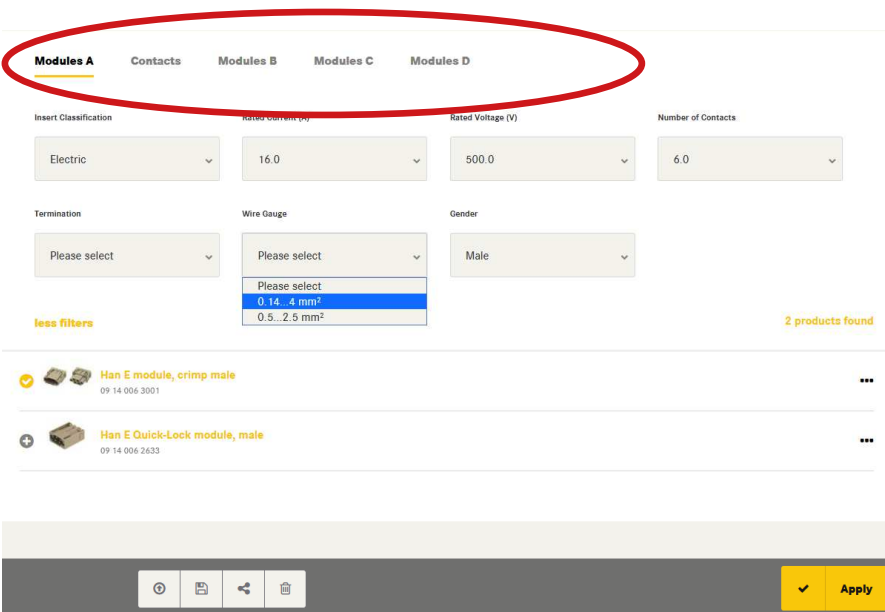 Modules A Contacts Modules B Modules C Modules D
Insert Classification Rated Current (A) Rated Voltage (V) Number of Contacts
Electric 16.0 500.0 6.0
Termination Wire Gauge Gender
Please select Please select Male
Please select
0.14...4 mm²
0.5...2.5 mm²
less filters 2 products found
Han E module, crimp male
09 14 006 3001
Han E Quick-Lock module, male
09 14 006 2633
Apply